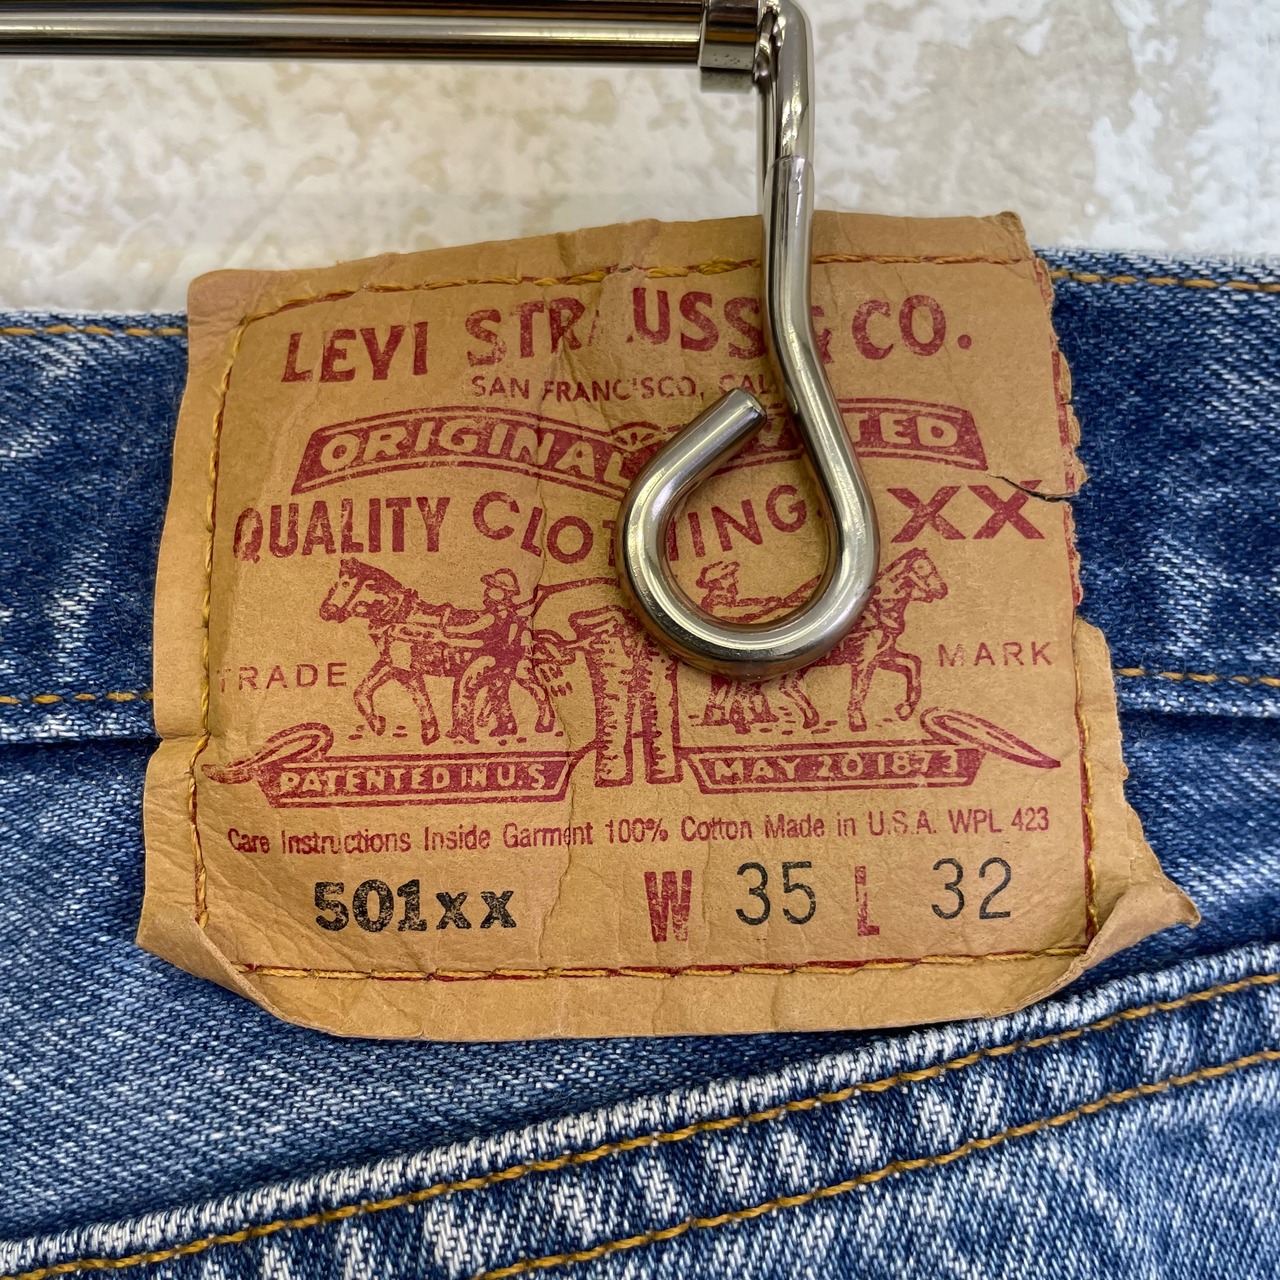 LEVI STRAUSS & CO.
SAN FRANCISCO, CAL
ORIGINAL
QUALITY CLOTHING XX
TRADE MARK
PATENTED IN U.S MAY 20 1873
Care Instructions Inside Garment 100% Cotton Made in U.S.A. WPL 423
501xx W 35 L 32